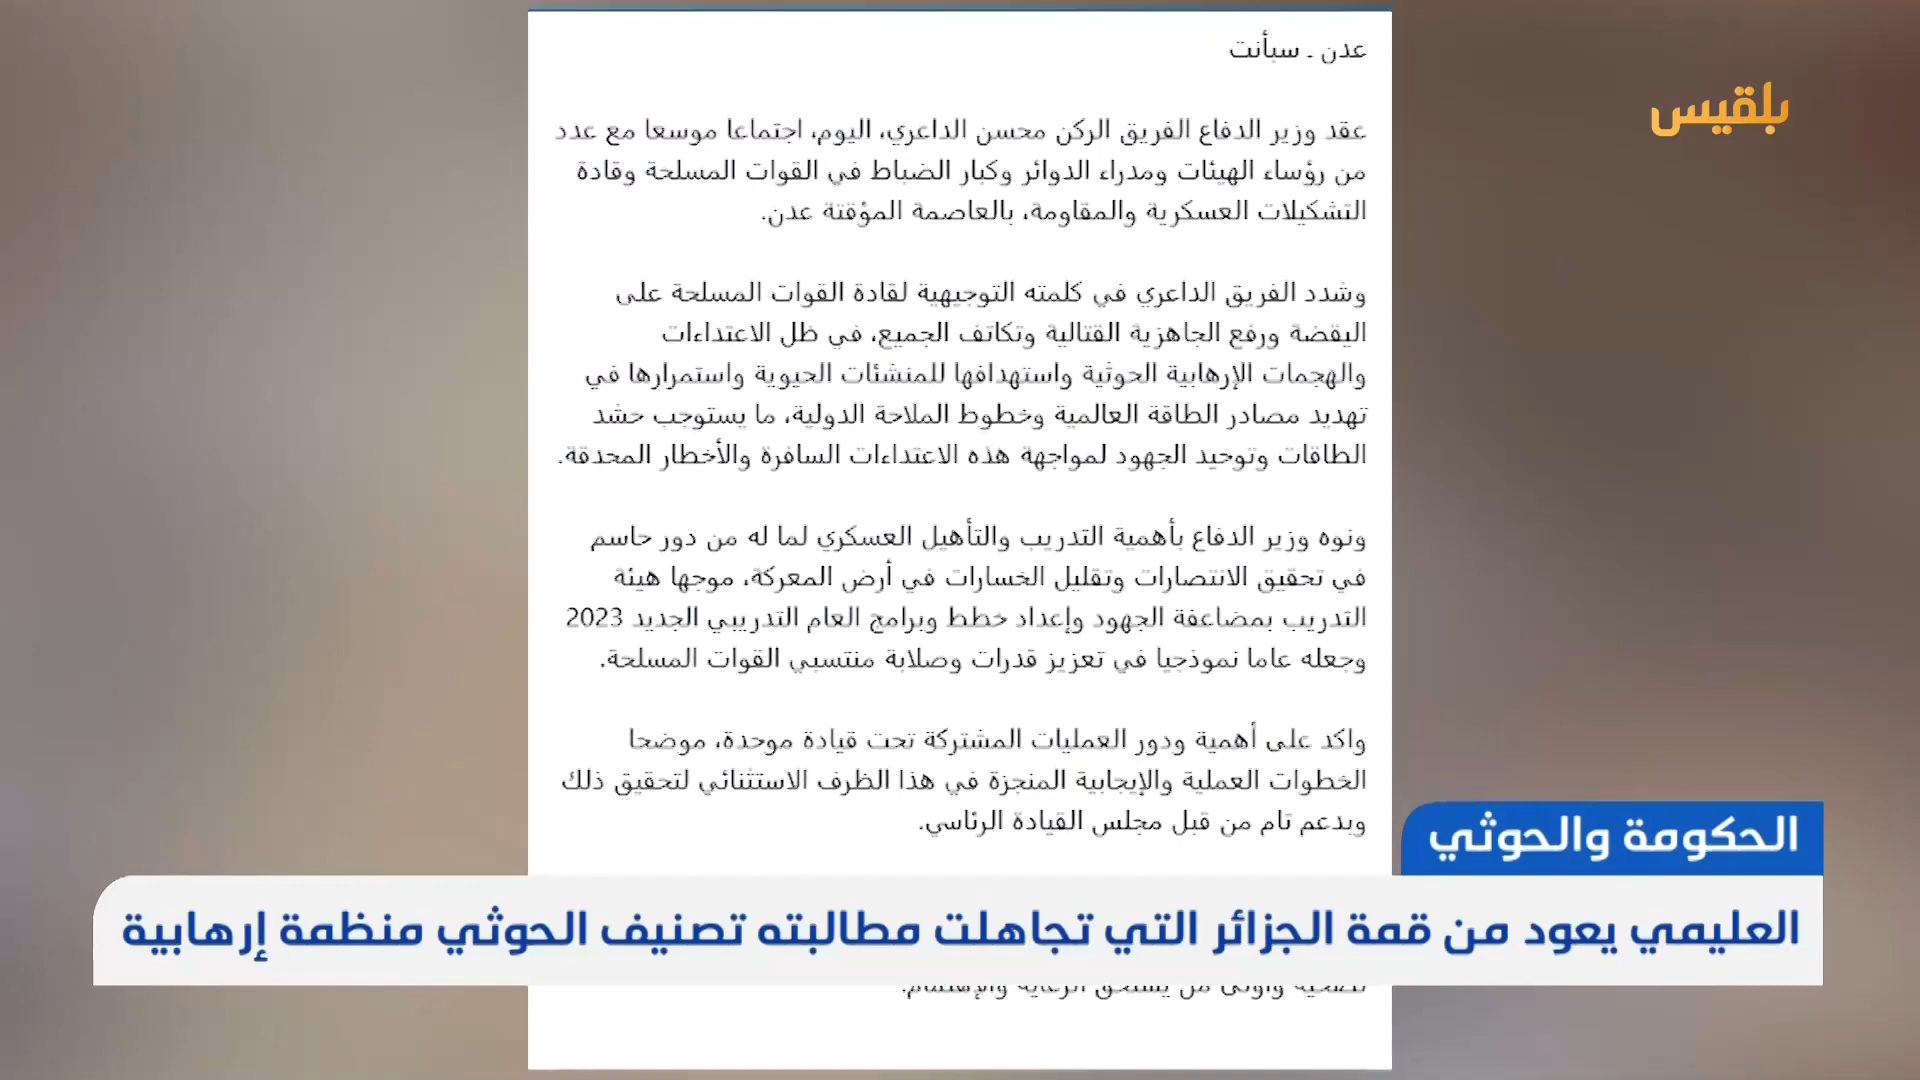 عدن ـ سبأنت
بلقيس
عقد وزير الدفاع الفريق الركن محسن الداعري، اليوم، اجتماعا موسعا مع عدد
من رؤساء الهيئات ومدراء الدوائر وكبار الضباط في القوات المسلحة وقادة
التشكيلات العسكرية والمقاومة، بالعاصمة المؤقتة عدن.
وشدد الفريق الداعري في كلمته التوجيهية لقادة القوات المسلحة على
اليقضة ورفع الجاهزية القتالية وتكاتف الجميع، في ظل الاعتداءات
والهجمات الإرهابية الحوثية واستهدافها للمنشئات الحيوية واستمرارها في
تهديد مصادر الطاقة العالمية وخطوط الملاحة الدولية، ما يستوجب حشد
الطاقات وتوحيد الجهود لمواجهة هذه الاعتداءات السافرة والأخطار المحدقة.
ونوه وزير الدفاع بأهمية التدريب والتأهيل العسكري لما له من دور حاسم
في تحقيق الانتصارات وتقليل الخسارات في أرض المعركة، موجها هيئة
التدريب بمضاعفة الجهود وإعداد خطط وبرامج العام التدريبي الجديد 2023
وجعله عاما نموذجيا في تعزيز قدرات وصلابة منتسبي القوات المسلحة.
واكد على أهمية ودور العمليات المشتركة تحت قيادة موحدة، موضحا
الخطوات العملية والإيجابية المنجزة في هذا الظرف الاستثنائي لتحقيق ذلك
وبدعم تام من قبل مجلس القيادة الرئاسي.
الحكومة والحوثي
العليمي يعود من قمة الجزائر التي تجاهلت مطالبته تصنيف الحوثي منظمة إرهابية